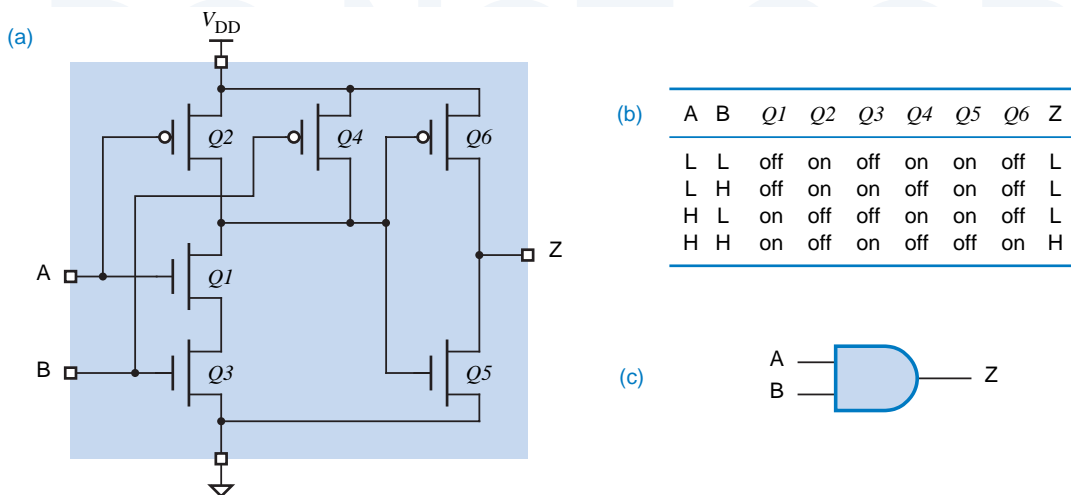 (a)
V_DD
Q2
Q4
Q6
A
Q1
Z
B
Q3
Q5
(b)
A B Q1 Q2 Q3 Q4 Q5 Q6 Z
L L off on off on on off L
L H off on on off on off L
H L on off off on on off L
H H on off on off off on H
(c)
A
B
Z